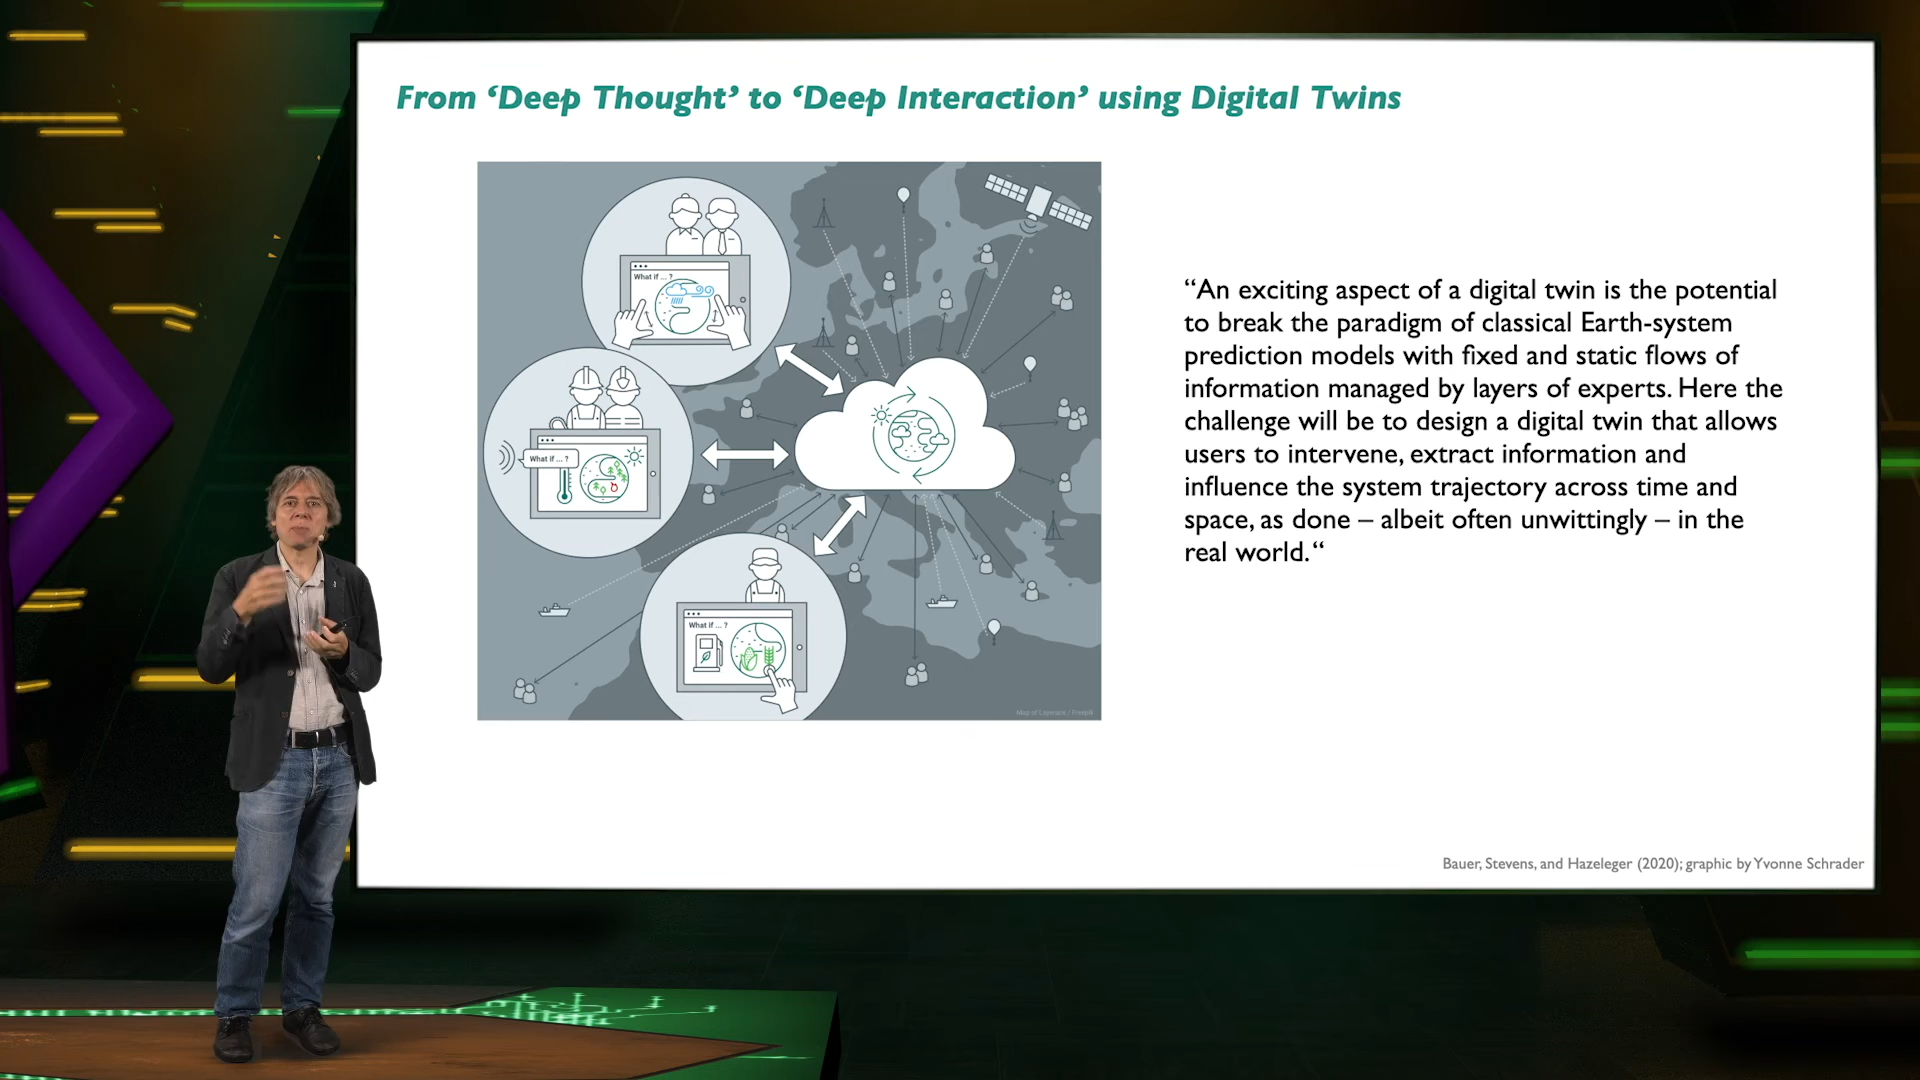 From ‘Deep Thought’ to ‘Deep Interaction’ using Digital Twins
What if ... ?
What if ... ?
What if ... ?
Map of Layerace / Freepik
“An exciting aspect of a digital twin is the potential
to break the paradigm of classical Earth-system
prediction models with fixed and static flows of
information managed by layers of experts. Here the
challenge will be to design a digital twin that allows
users to intervene, extract information and
influence the system trajectory across time and
space, as done – albeit often unwittingly – in the
real world.“
Bauer, Stevens, and Hazeleger (2020); graphic by Yvonne Schrader